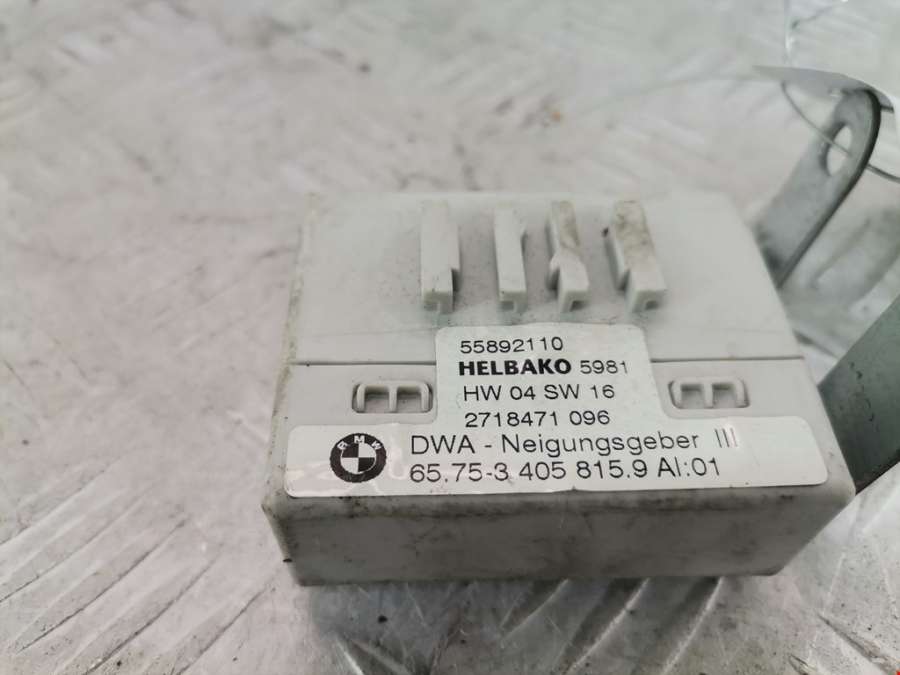 55892110
HELBAKO 5981
HW 04 SW 16
2718471 096
BMW
DWA - Neigungsgeber III
65.75-3 405 815.9 AI:01